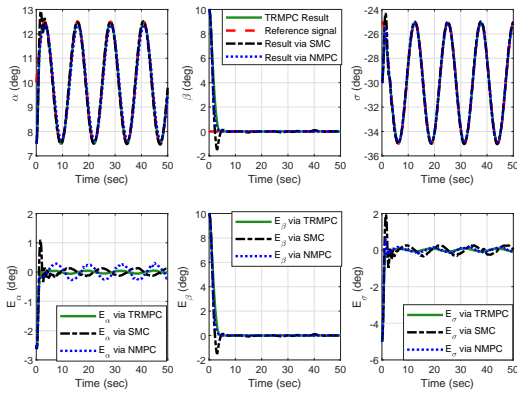 13
12
11
10
9
8
7
α (deg)
0 10 20 30 40 50
Time (sec)
10
8
6
4
2
0
-2
β (deg)
TRMPC Result
Reference signal
Result via SMC
Result via NMPC
0 10 20 30 40 50
Time (sec)
-24
-26
-28
-30
-32
-34
-36
σ (deg)
0 10 20 30 40 50
Time (sec)
2
1
0
-1
-2
-3
E_α (deg)
E_α via TRMPC
E_α via SMC
E_α via NMPC
0 10 20 30 40 50
Time (sec)
10
8
6
4
2
0
-2
E_β (deg)
E_β via TRMPC
E_β via SMC
E_β via NMPC
0 10 20 30 40 50
Time (sec)
2
0
-2
-4
-6
E_σ (deg)
E_σ via TRMPC
E_σ via SMC
E_σ via NMPC
0 10 20 30 40 50
Time (sec)